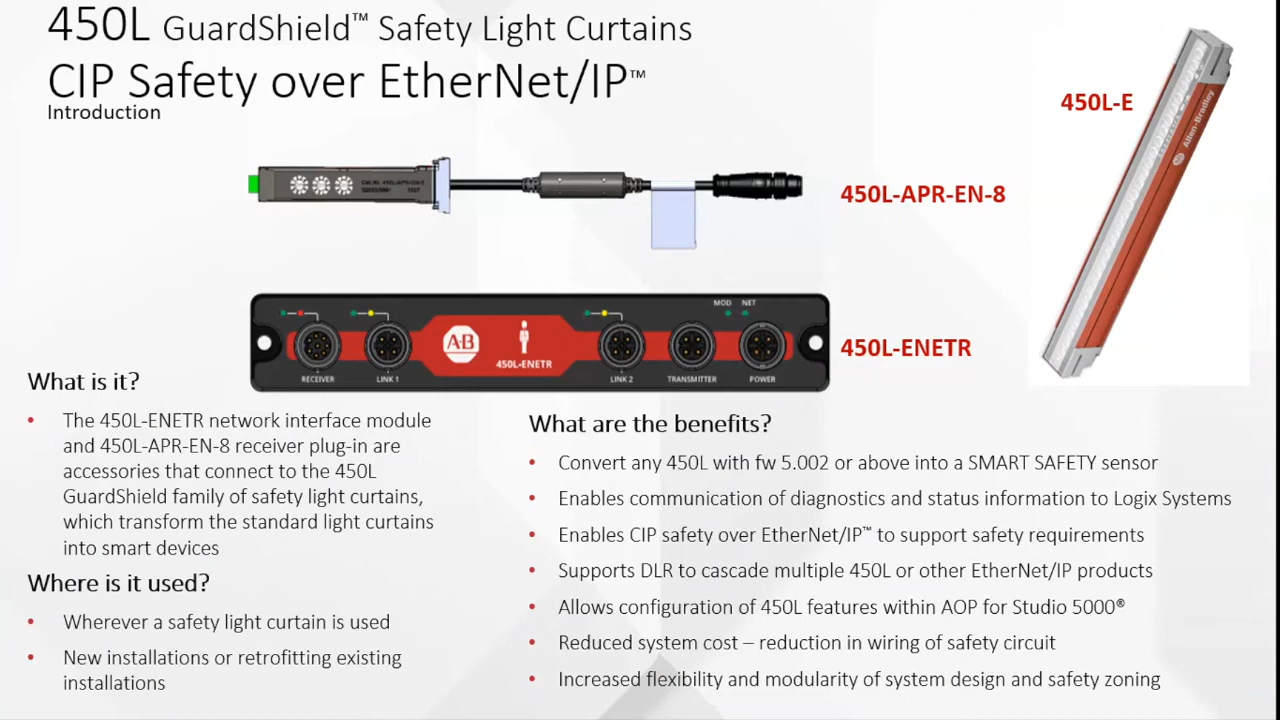 450L GuardShield™ Safety Light Curtains
CIP Safety over EtherNet/IP™
Introduction
450L-E
Allen-Bradley
450L-APR-EN-8
MOD NET
A·B
450L-ENETR
RECEIVER
LINK 1
LINK 2
TRANSMITTER
POWER
450L-ENETR
What is it?
• The 450L-ENETR network interface module
and 450L-APR-EN-8 receiver plug-in are
accessories that connect to the 450L
GuardShield family of safety light curtains,
which transform the standard light curtains
into smart devices
Where is it used?
• Wherever a safety light curtain is used
• New installations or retrofitting existing
installations
What are the benefits?
• Convert any 450L with fw 5.002 or above into a SMART SAFETY sensor
• Enables communication of diagnostics and status information to Logix Systems
• Enables CIP safety over EtherNet/IP™ to support safety requirements
• Supports DLR to cascade multiple 450L or other EtherNet/IP products
• Allows configuration of 450L features within AOP for Studio 5000®
• Reduced system cost – reduction in wiring of safety circuit
• Increased flexibility and modularity of system design and safety zoning